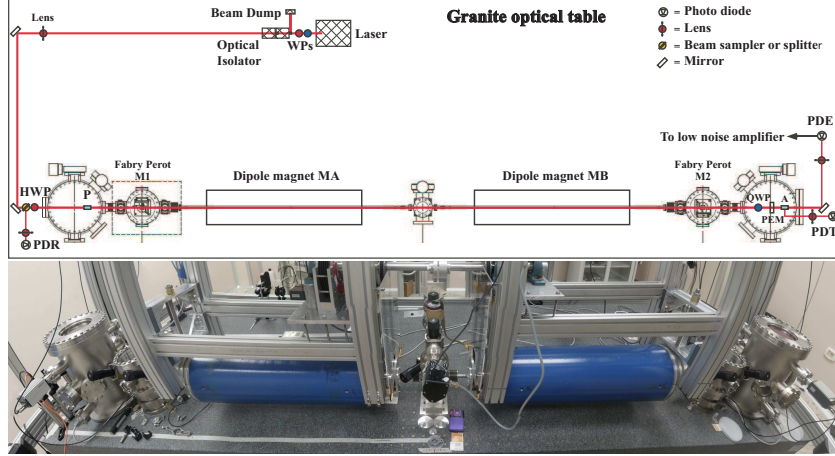 Granite optical table
Beam Dump
Lens
Optical
Isolator
WPs
Laser
= Photo diode
= Lens
= Beam sampler or splitter
= Mirror
PDE
To low noise amplifier
HWP
P
Fabry Perot
M1
Dipole magnet MA
Dipole magnet MB
Fabry Perot
M2
QWP
A
PEM
PDR
PDT